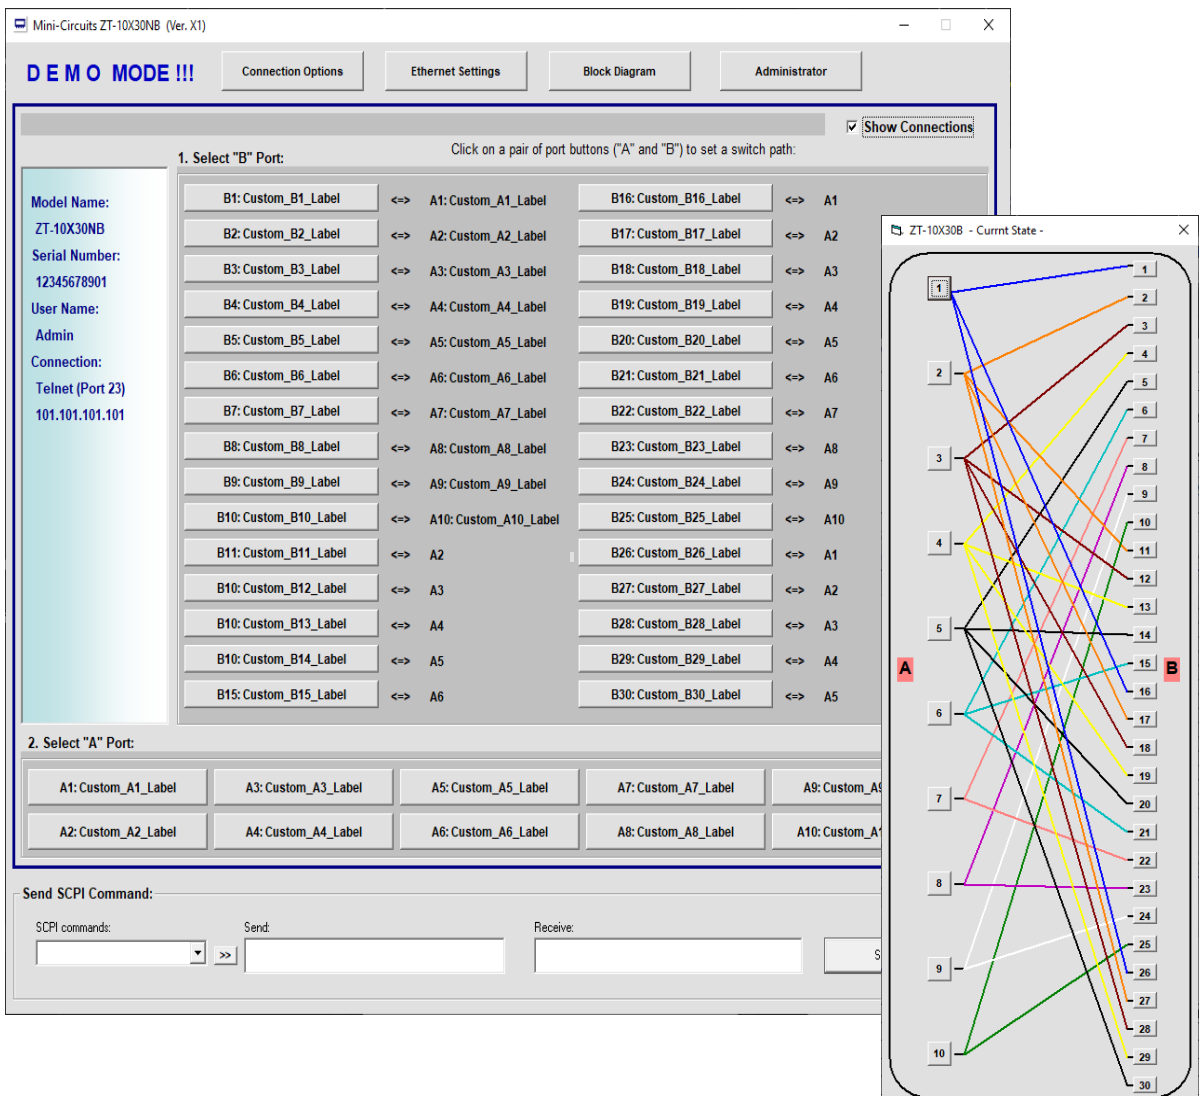 Mini-Circuits ZT-10X30NB (Ver. X1)
D E M O MODE !!!
Connection Options
Ethernet Settings
Block Diagram
Administrator
Show Connections
1. Select "B" Port:
Click on a pair of port buttons ("A" and "B") to set a switch path:
Model Name:
ZT-10X30NB
Serial Number:
12345678901
User Name:
Admin
Connection:
Telnet (Port 23)
101.101.101.101
B1: Custom_B1_Label <=> A1: Custom_A1_Label B16: Custom_B16_Label <=> A1
B2: Custom_B2_Label <=> A2: Custom_A2_Label B17: Custom_B17_Label <=> A2
B3: Custom_B3_Label <=> A3: Custom_A3_Label B18: Custom_B18_Label <=> A3
B4: Custom_B4_Label <=> A4: Custom_A4_Label B19: Custom_B19_Label <=> A4
B5: Custom_B5_Label <=> A5: Custom_A5_Label B20: Custom_B20_Label <=> A5
B6: Custom_B6_Label <=> A6: Custom_A6_Label B21: Custom_B21_Label <=> A6
B7: Custom_B7_Label <=> A7: Custom_A7_Label B22: Custom_B22_Label <=> A7
B8: Custom_B8_Label <=> A8: Custom_A8_Label B23: Custom_B23_Label <=> A8
B9: Custom_B9_Label <=> A9: Custom_A9_Label B24: Custom_B24_Label <=> A9
B10: Custom_B10_Label <=> A10: Custom_A10_Label B25: Custom_B25_Label <=> A10
B11: Custom_B11_Label <=> A2 B26: Custom_B26_Label <=> A1
B10: Custom_B12_Label <=> A3 B27: Custom_B27_Label <=> A2
B10: Custom_B13_Label <=> A4 B28: Custom_B28_Label <=> A3
B10: Custom_B14_Label <=> A5 B29: Custom_B29_Label <=> A4
B15: Custom_B15_Label <=> A6 B30: Custom_B30_Label <=> A5
2. Select "A" Port:
A1: Custom_A1_Label A3: Custom_A3_Label A5: Custom_A5_Label A7: Custom_A7_Label A9: Custom_A9
A2: Custom_A2_Label A4: Custom_A4_Label A6: Custom_A6_Label A8: Custom_A8_Label A10: Custom_A1
Send SCPI Command:
SCPI commands:
Send:
Receive:
>>
S
ZT-10X30B - Currnt State -
1
2
3
4
5
6
7
8
9
10
A
1
2
3
4
5
6
7
8
9
10
11
12
13
14
15
16
17
18
19
20
21
22
23
24
25
26
27
28
29
30
B